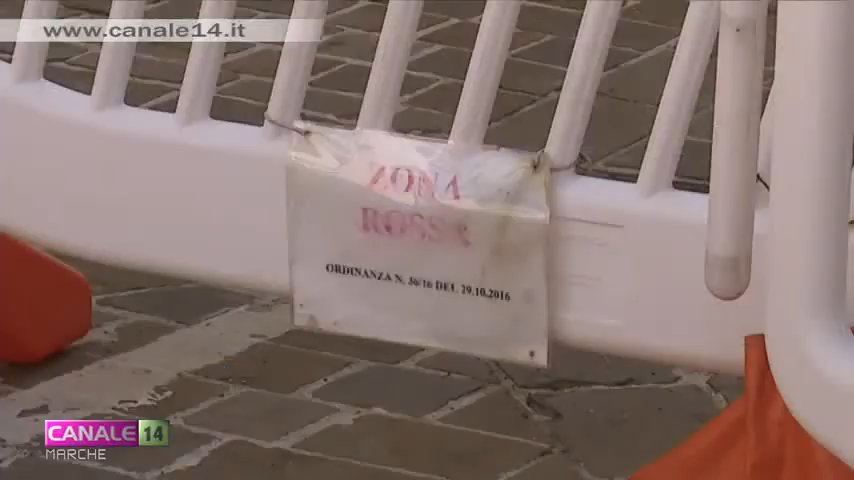 www.canale14.it
ZONA
ROSSA
ORDINANZA N. 36/16 DEL 29.10.2016
CANALE 14
MARCHE